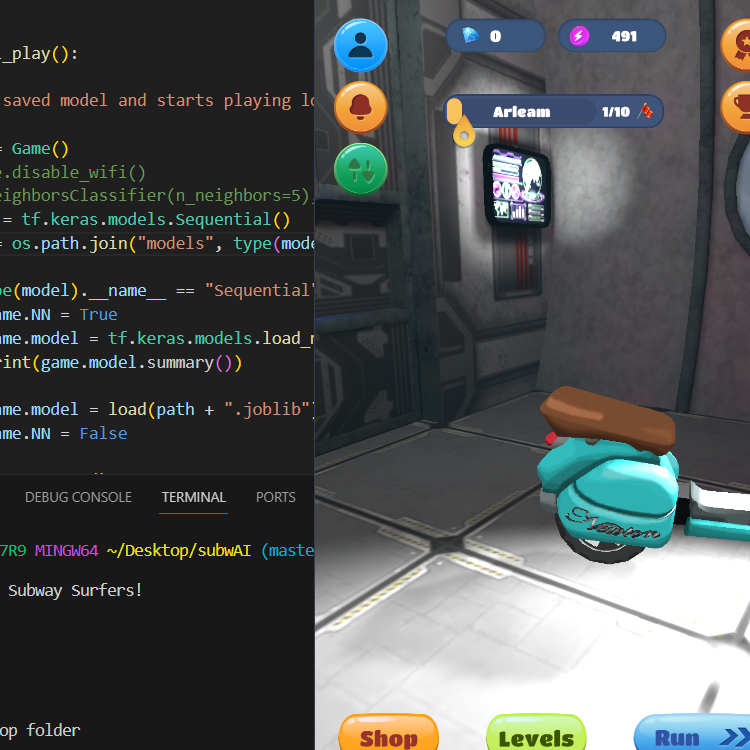 _play():
saved model and starts playing lo
= Game()
e.disable_wifi()
eighborsClassifier(n_neighbors=5)
= tf.keras.models.Sequential()
= os.path.join("models", type(mode
pe(model).__name__ == "Sequential"
ame.NN = True
ame.model = tf.keras.models.load_m
rint(game.model.summary())
ame.model = load(path + ".joblib")
ame.NN = False
DEBUG CONSOLE TERMINAL PORTS
7R9 MINGW64 ~/Desktop/subwAI (maste
Subway Surfers!
op folder
0
491
Arleam 1/10
Shop
Levels
Run